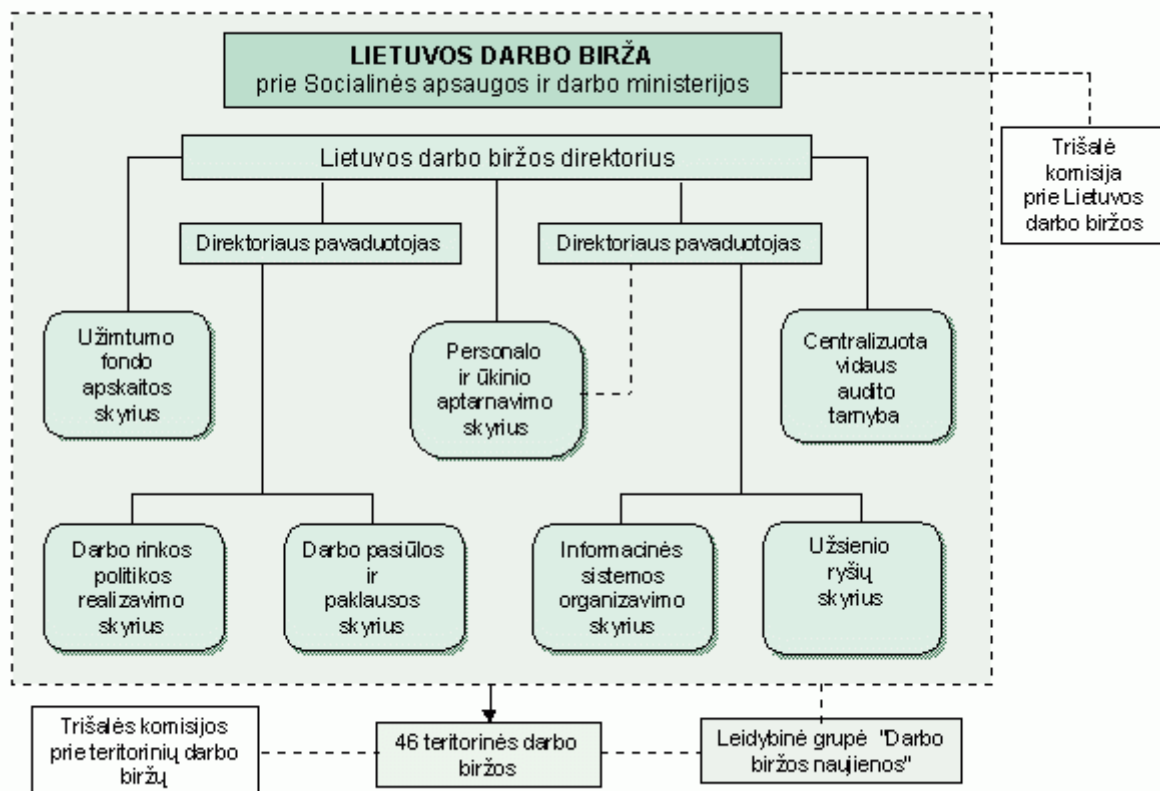 LIETUVOS DARBO BIRŽA
prie Socialinės apsaugos ir darbo ministerijos
Trišalė
komisija
prie Lietuvos
darbo biržos
Lietuvos darbo biržos direktorius
Direktoriaus pavaduotojas
Direktoriaus pavaduotojas
Užimtumo
fondo
apskaitos
skyrius
Personalo
ir ūkinio
aptarnavimo
skyrius
Centralizuota
vidaus
audito
tarnyba
Darbo rinkos
politikos
realizavimo
skyrius
Darbo pasiūlos
ir
paklausos
skyrius
Informacinės
sistemos
organizavimo
skyrius
Užsienio
ryšių
skyrius
Trišalės komisijos
prie teritorinių darbo
biržų
46 teritorinės darbo
biržos
Leidybinė grupė "Darbo
biržos naujienos"